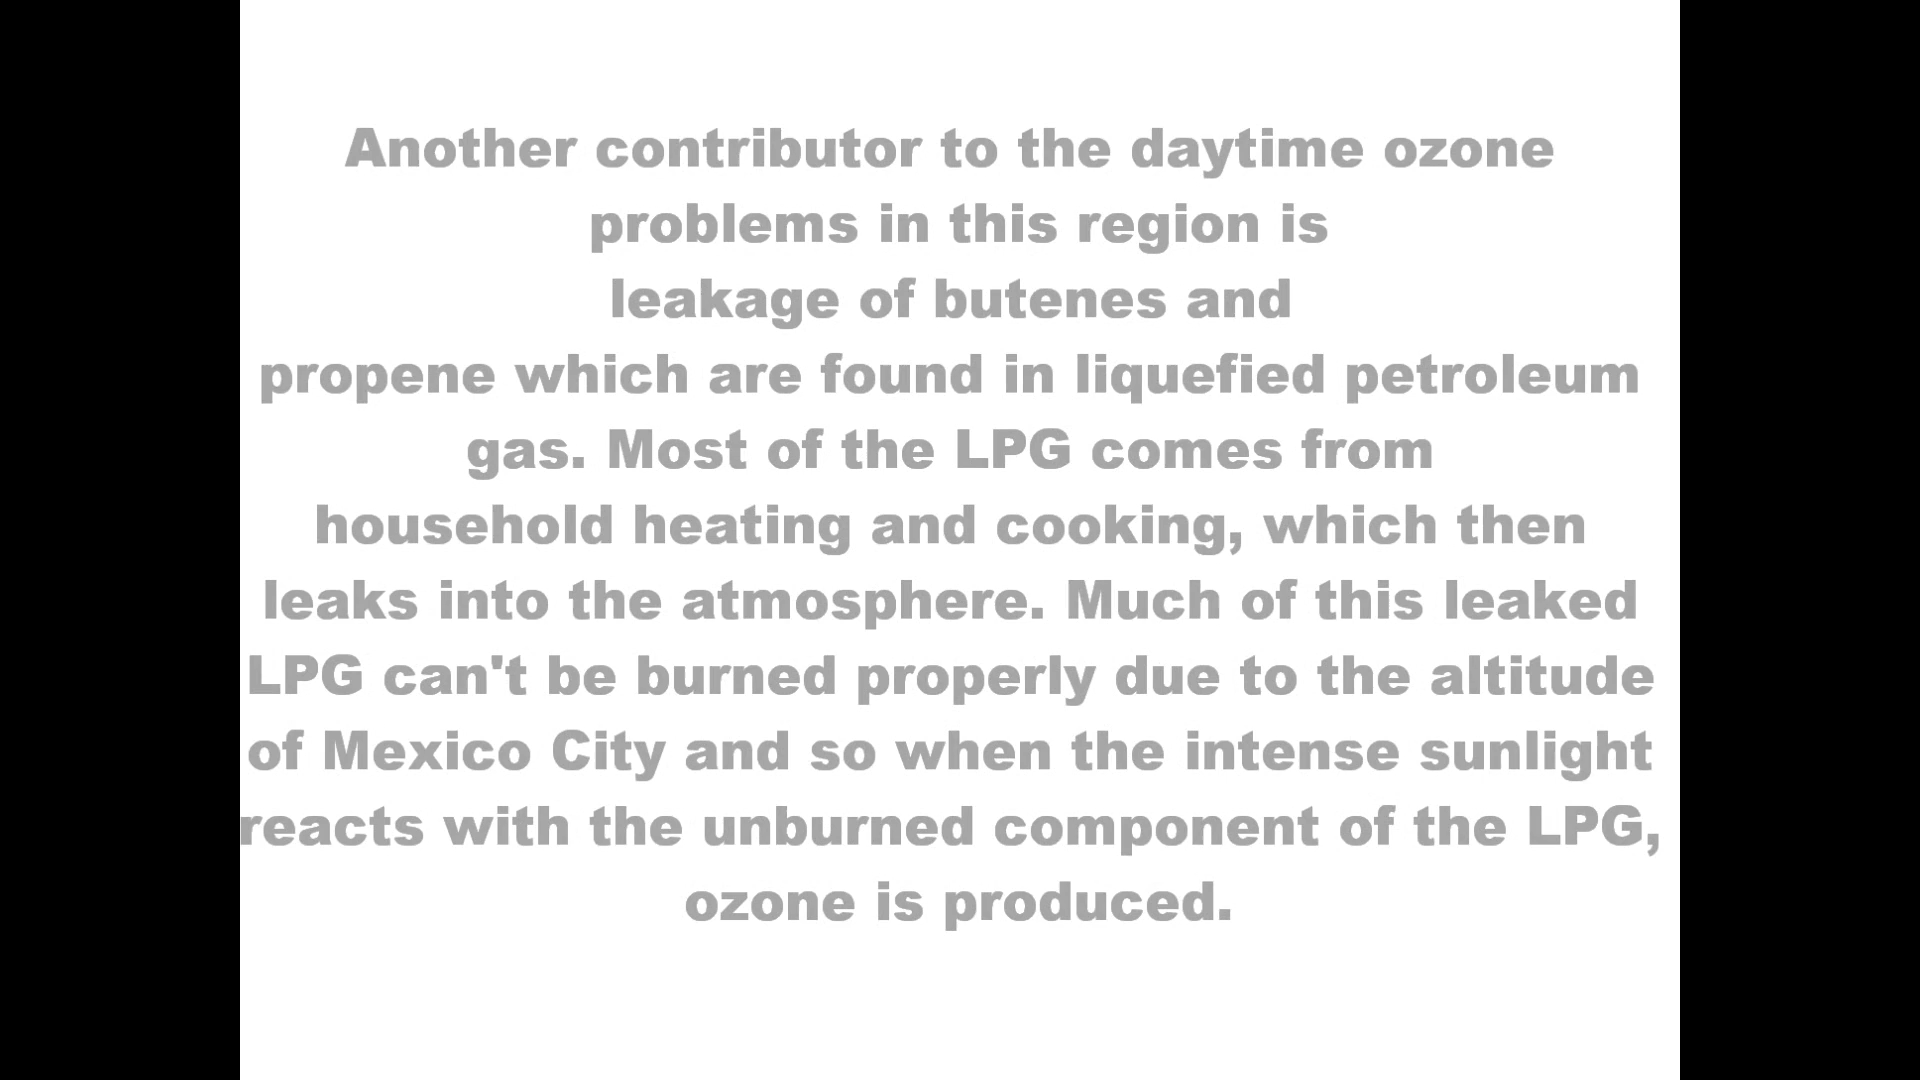 Another contributor to the daytime ozone
problems in this region is
leakage of butenes and
propene which are found in liquefied petroleum
gas. Most of the LPG comes from
household heating and cooking, which then
leaks into the atmosphere. Much of this leaked
LPG can't be burned properly due to the altitude
of Mexico City and so when the intense sunlight
reacts with the unburned component of the LPG,
ozone is produced.